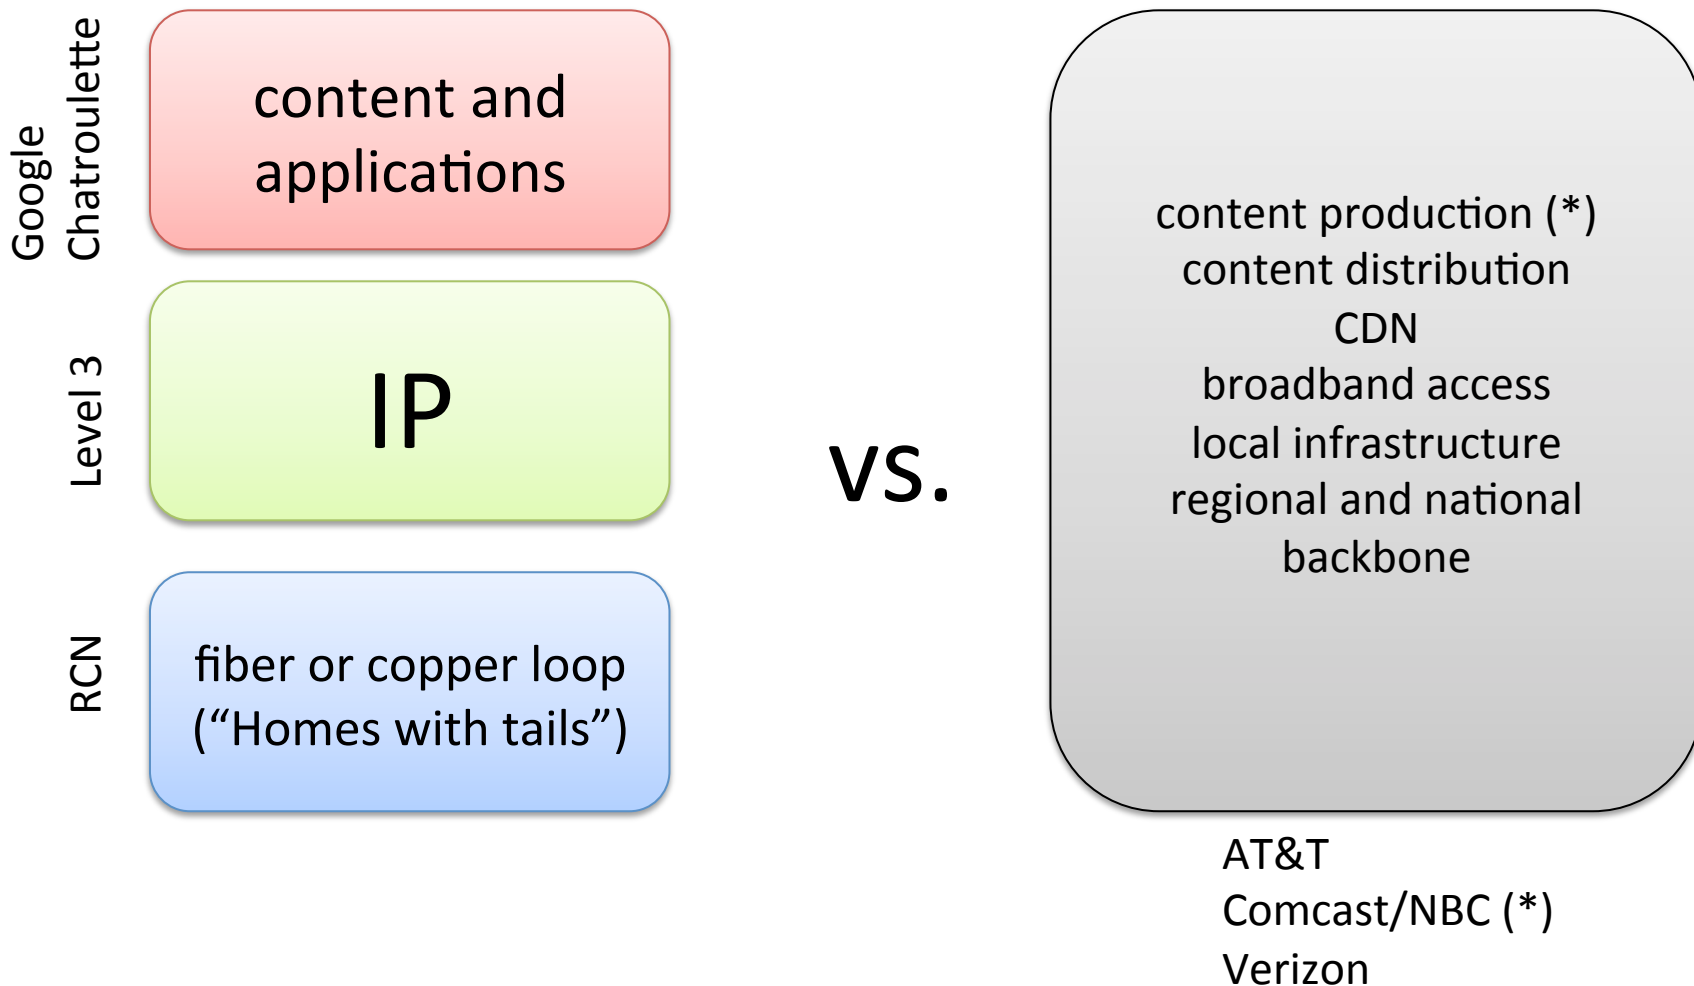 Google
Chatroulette
content and
applications
Level 3
IP
RCN
fiber or copper loop
(“Homes with tails”)
vs.
content production (*)
content distribution
CDN
broadband access
local infrastructure
regional and national
backbone
AT&T
Comcast/NBC (*)
Verizon